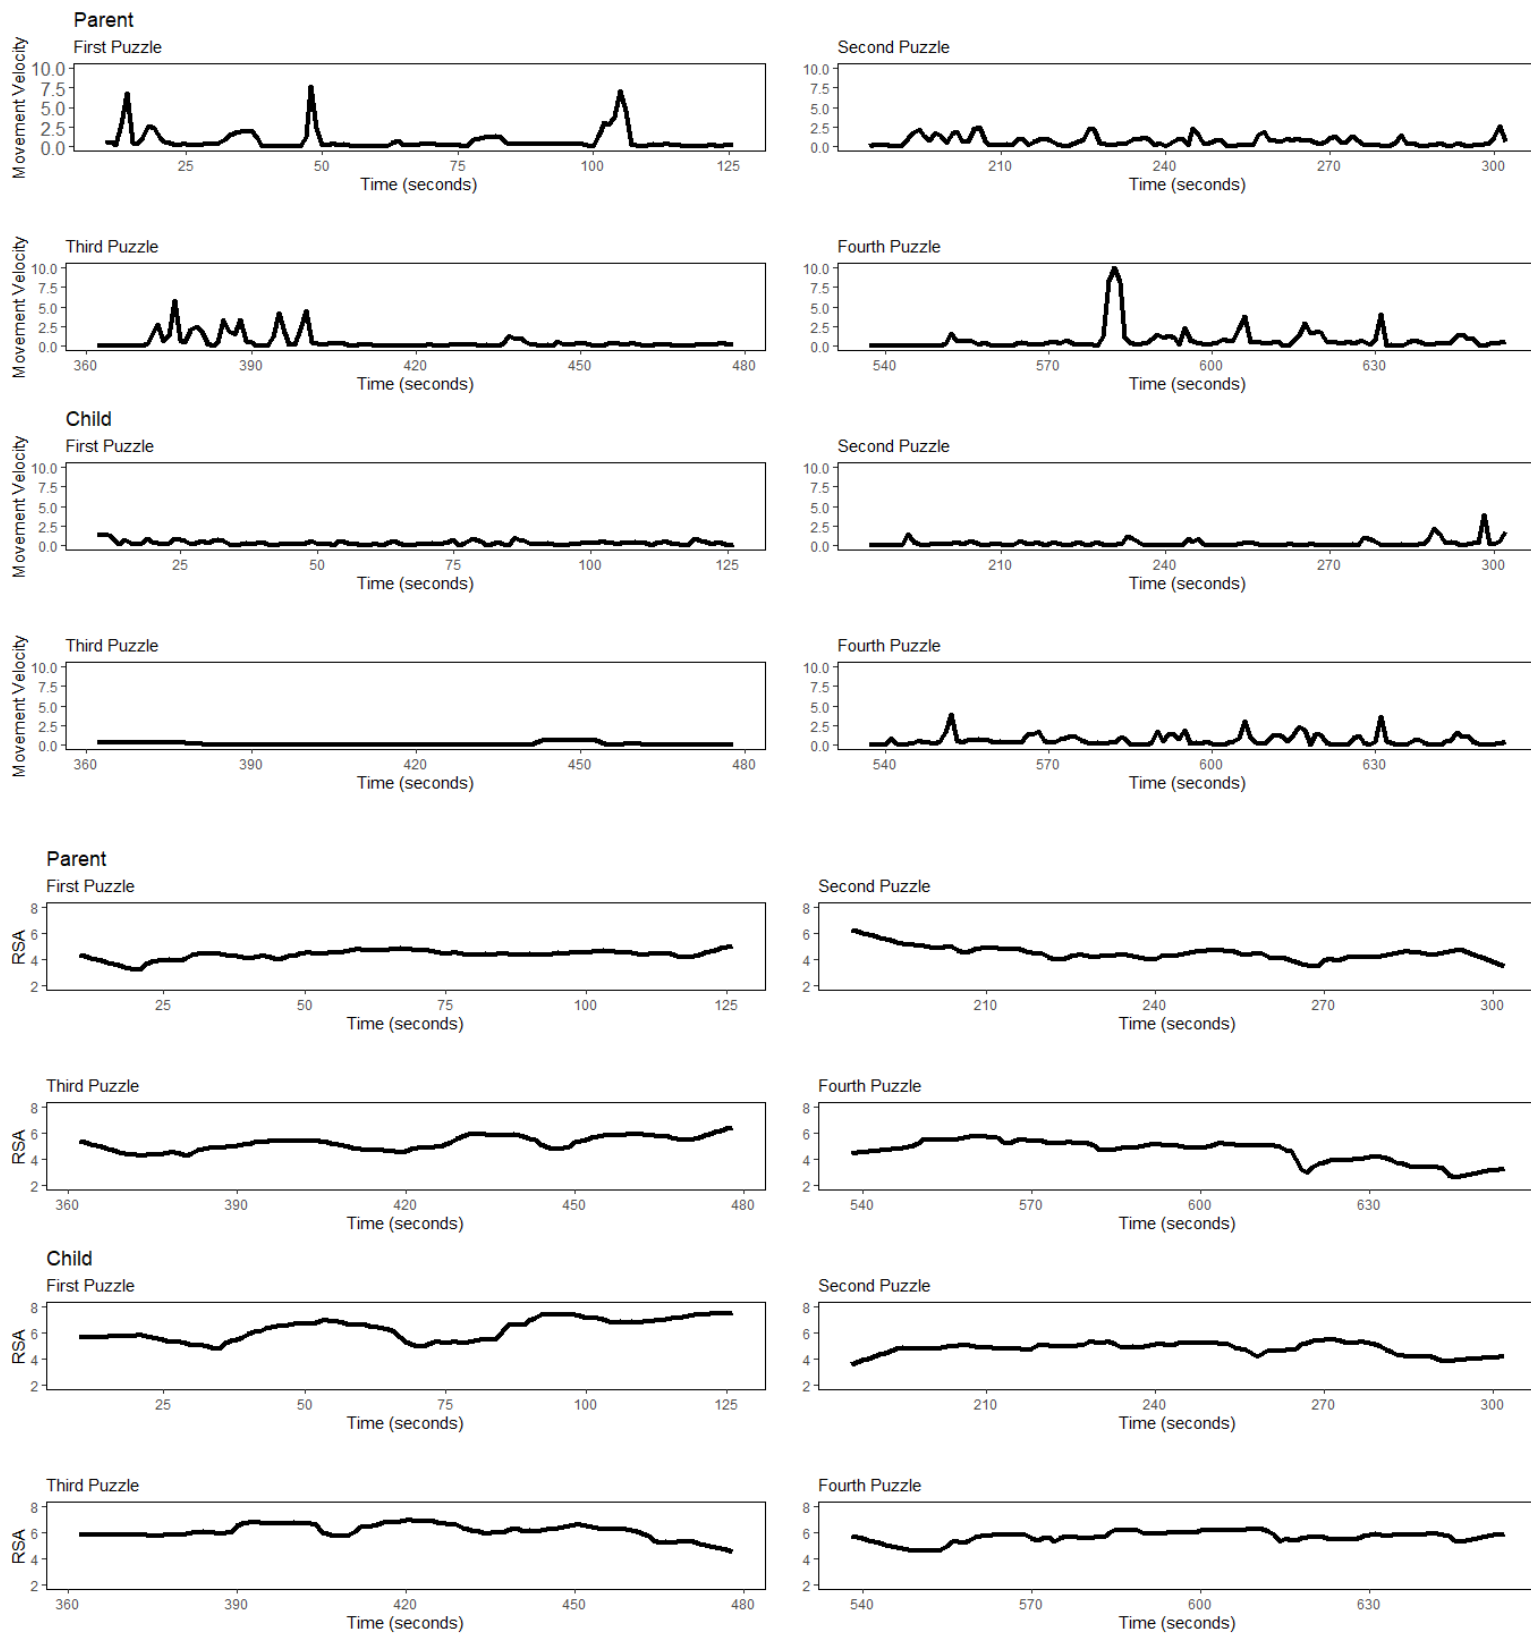 Parent
First Puzzle
Second Puzzle
Movement Velocity
10.0
7.5
5.0
2.5
0.0
25 50 75 100 125
Time (seconds)
10.0
7.5
5.0
2.5
0.0
210 240 270 300
Time (seconds)
Third Puzzle
Fourth Puzzle
Movement Velocity
10.0
7.5
5.0
2.5
0.0
360 390 420 450 480
Time (seconds)
10.0
7.5
5.0
2.5
0.0
540 570 600 630
Time (seconds)
Child
First Puzzle
Second Puzzle
Movement Velocity
10.0
7.5
5.0
2.5
0.0
25 50 75 100 125
Time (seconds)
10.0
7.5
5.0
2.5
0.0
210 240 270 300
Time (seconds)
Third Puzzle
Fourth Puzzle
Movement Velocity
10.0
7.5
5.0
2.5
0.0
360 390 420 450 480
Time (seconds)
10.0
7.5
5.0
2.5
0.0
540 570 600 630
Time (seconds)
Parent
First Puzzle
Second Puzzle
RSA
8
6
4
2
25 50 75 100 125
Time (seconds)
8
6
4
2
210 240 270 300
Time (seconds)
Third Puzzle
Fourth Puzzle
RSA
8
6
4
2
360 390 420 450 480
Time (seconds)
8
6
4
2
540 570 600 630
Time (seconds)
Child
First Puzzle
Second Puzzle
RSA
8
6
4
2
25 50 75 100 125
Time (seconds)
8
6
4
2
210 240 270 300
Time (seconds)
Third Puzzle
Fourth Puzzle
RSA
8
6
4
2
360 390 420 450 480
Time (seconds)
8
6
4
2
540 570 600 630
Time (seconds)